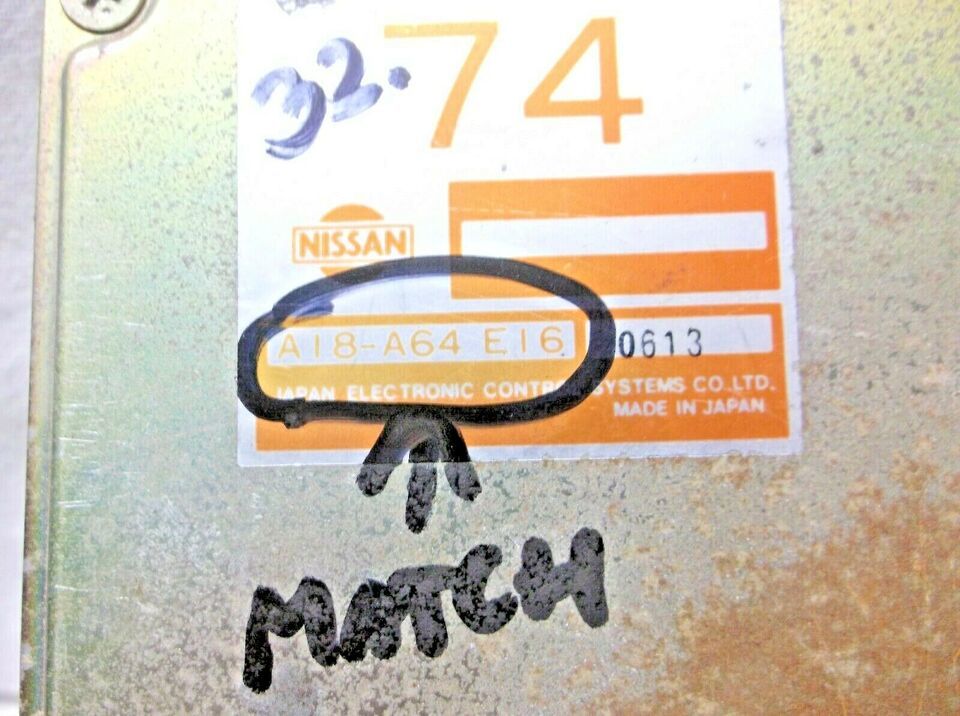 32. 74
NISSAN
A18-A64 E16 0613
JAPAN ELECTRONIC CONTROL SYSTEMS CO.LTD.
MADE IN JAPAN
MATCH